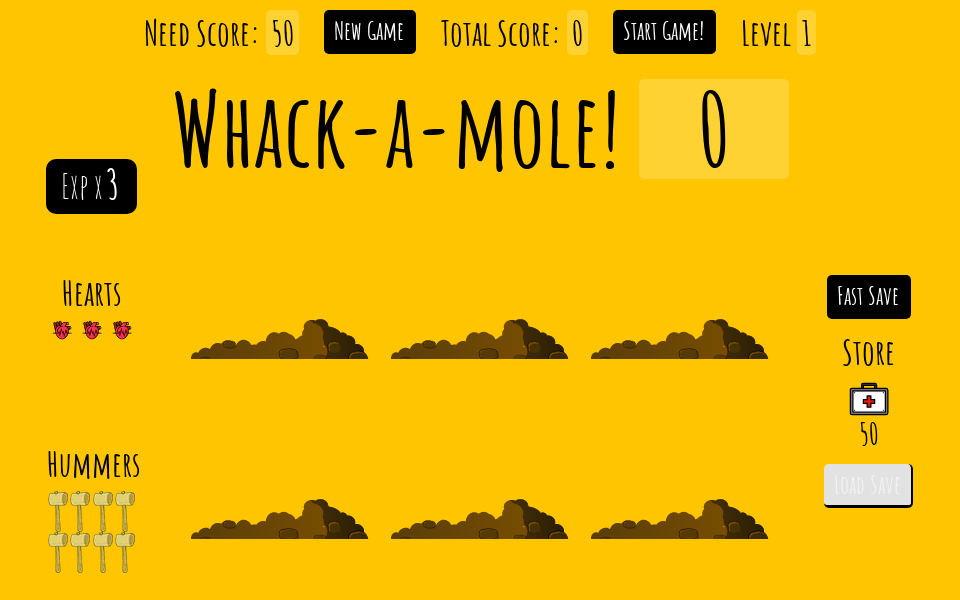 Need Score: 50 New Game Total Score: 0 Start Game! Level 1
Whack-a-mole! 0
Exp x 3
Hearts
Fast Save
Store
50
Hummers
Load Save